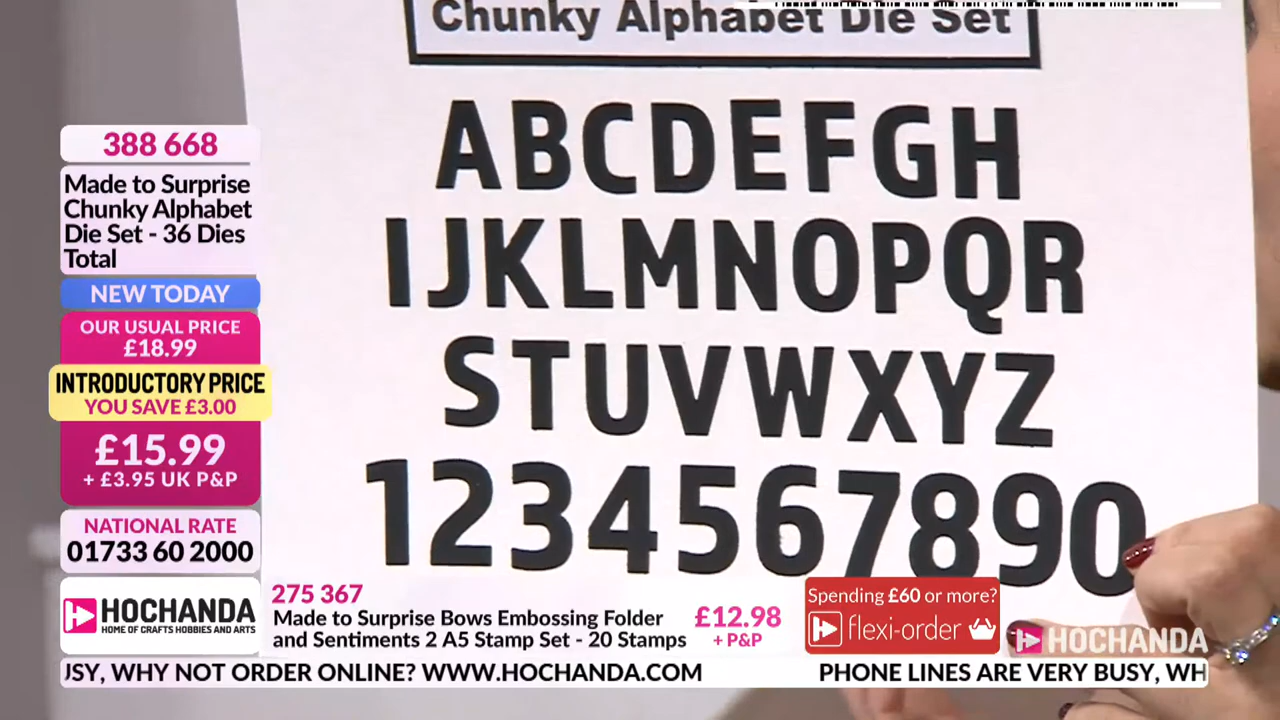 Chunky Alphabet Die Set
ABCDEFGH
IJKLMNOPQR
STUVWXYZ
1234567890
388 668
Made to Surprise
Chunky Alphabet
Die Set - 36 Dies
Total
NEW TODAY
OUR USUAL PRICE
£18.99
INTRODUCTORY PRICE
YOU SAVE £3.00
£15.99
+ £3.95 UK P&P
NATIONAL RATE
01733 60 2000
HOCHANDA
HOME OF CRAFTS HOBBIES AND ARTS
275 367
Made to Surprise Bows Embossing Folder
and Sentiments 2 A5 Stamp Set - 20 Stamps
£12.98
+ P&P
Spending £60 or more?
flexi-order
HOCHANDA
USY, WHY NOT ORDER ONLINE? WWW.HOCHANDA.COM PHONE LINES ARE VERY BUSY, WH